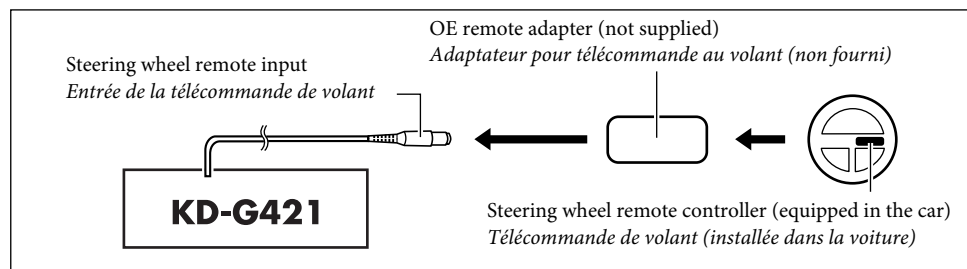 OE remote adapter (not supplied)
Adaptateur pour télécommande au volant (non fourni)
Steering wheel remote input
Entrée de la télécommande de volant
KD-G421
Steering wheel remote controller (equipped in the car)
Télécommande de volant (installée dans la voiture)